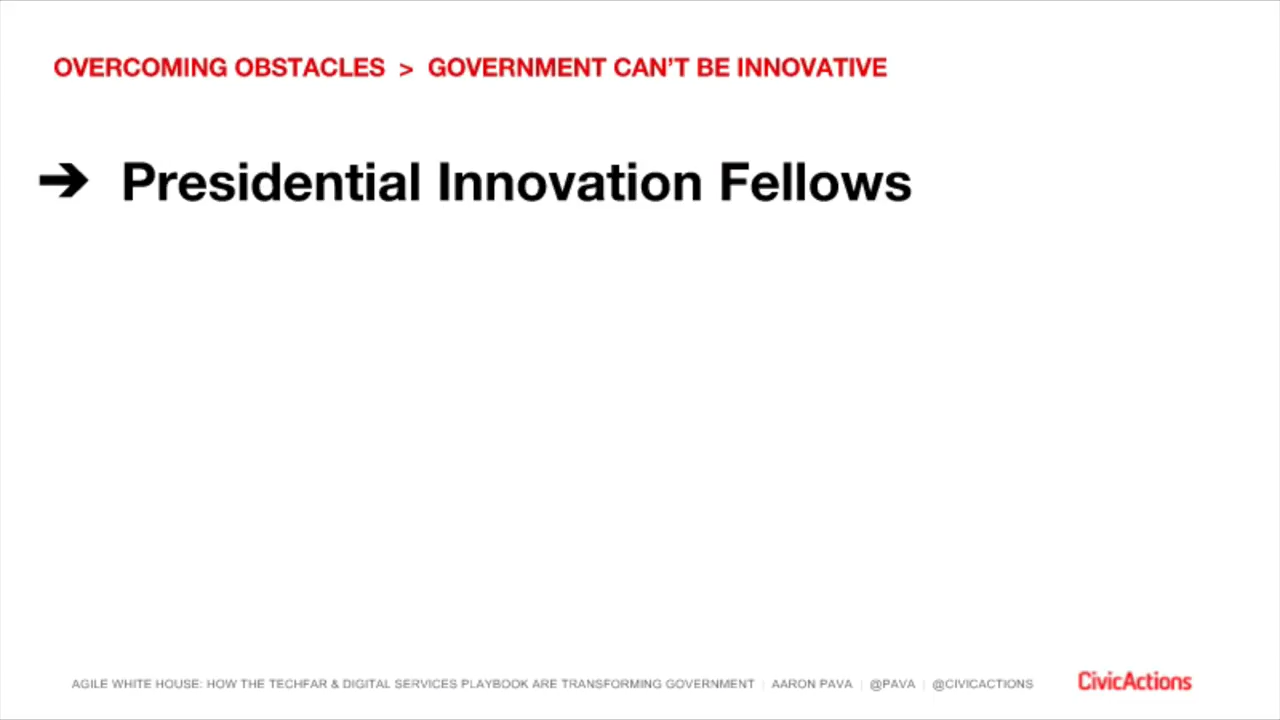 OVERCOMING OBSTACLES > GOVERNMENT CAN'T BE INNOVATIVE
➔ Presidential Innovation Fellows
AGILE WHITE HOUSE: HOW THE TECHFAR & DIGITAL SERVICES PLAYBOOK ARE TRANSFORMING GOVERNMENT | AARON PAVA | @PAVA | @CIVICACTIONS CivicActions